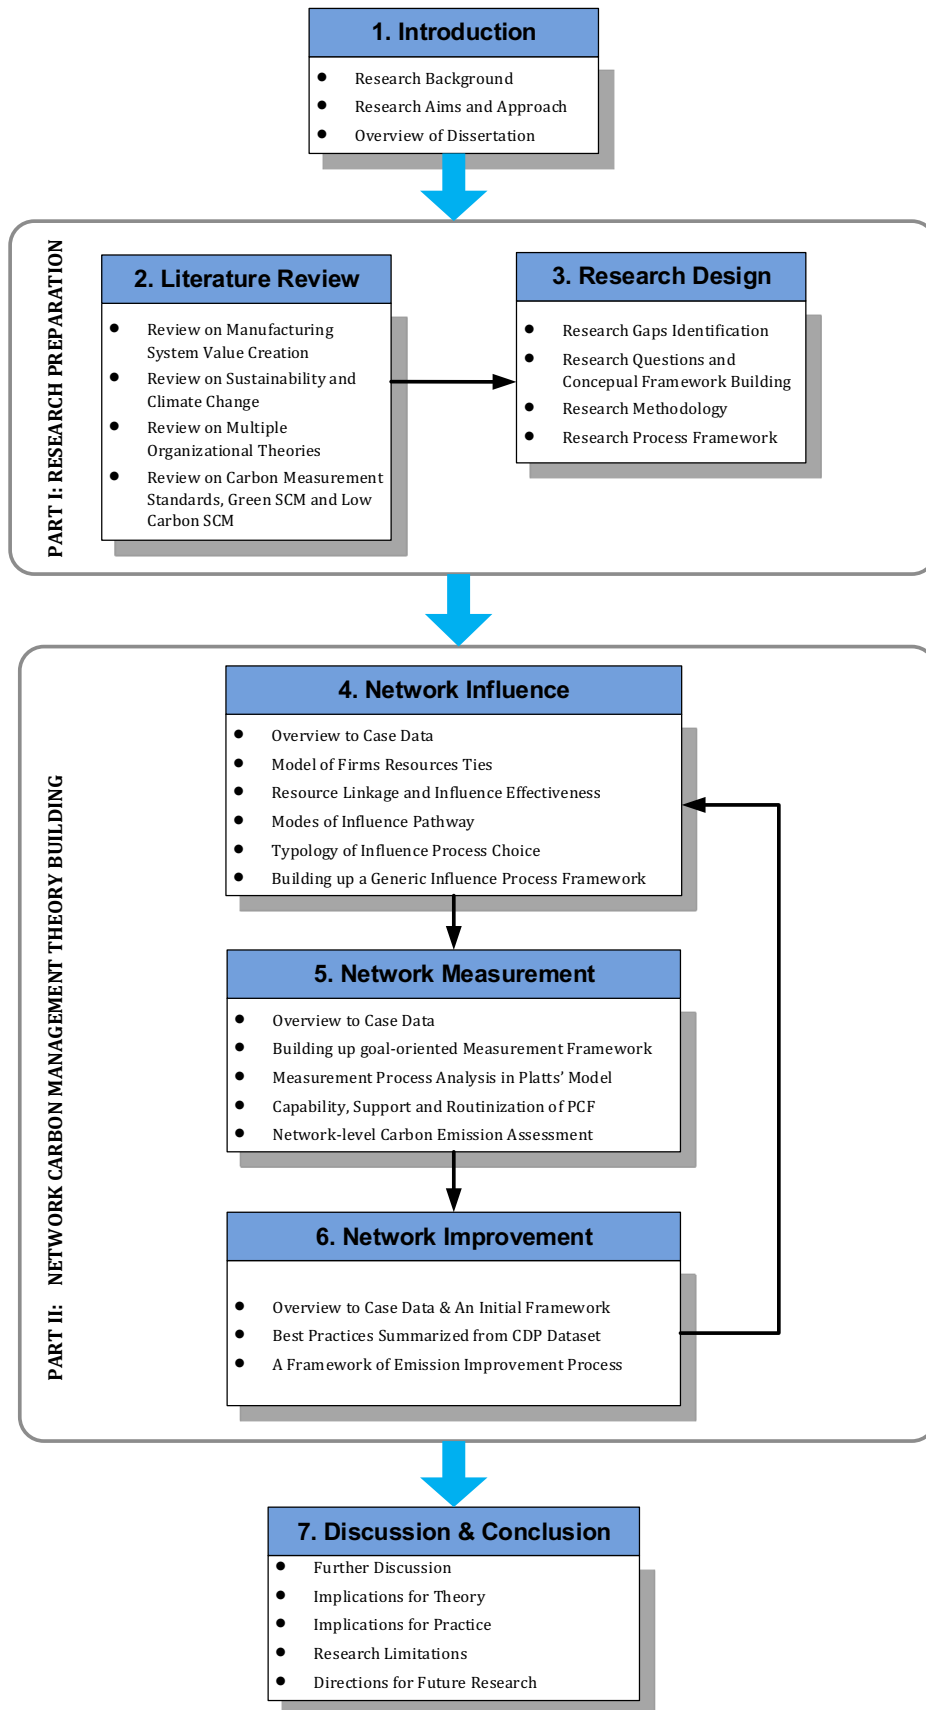 1. Introduction
● Research Background
● Research Aims and Approach
● Overview of Dissertation
PART I: RESEARCH PREPARATION
2. Literature Review
● Review on Manufacturing
System Value Creation
● Review on Sustainability and
Climate Change
● Review on Multiple
Organizational Theories
● Review on Carbon Measurement
Standards, Green SCM and Low
Carbon SCM
3. Research Design
● Research Gaps Identification
● Research Questions and
Concepual Framework Building
● Research Methodology
● Research Process Framework
PART II: NETWORK CARBON MANAGEMENT THEORY BUILDING
4. Network Influence
● Overview to Case Data
● Model of Firms Resources Ties
● Resource Linkage and Influence Effectiveness
● Modes of Influence Pathway
● Typology of Influence Process Choice
● Building up a Generic Influence Process Framework
5. Network Measurement
● Overview to Case Data
● Building up goal-oriented Measurement Framework
● Measurement Process Analysis in Platts’ Model
● Capability, Support and Routinization of PCF
● Network-level Carbon Emission Assessment
6. Network Improvement
● Overview to Case Data & An Initial Framework
● Best Practices Summarized from CDP Dataset
● A Framework of Emission Improvement Process
7. Discussion & Conclusion
● Further Discussion
● Implications for Theory
● Implications for Practice
● Research Limitations
● Directions for Future Research